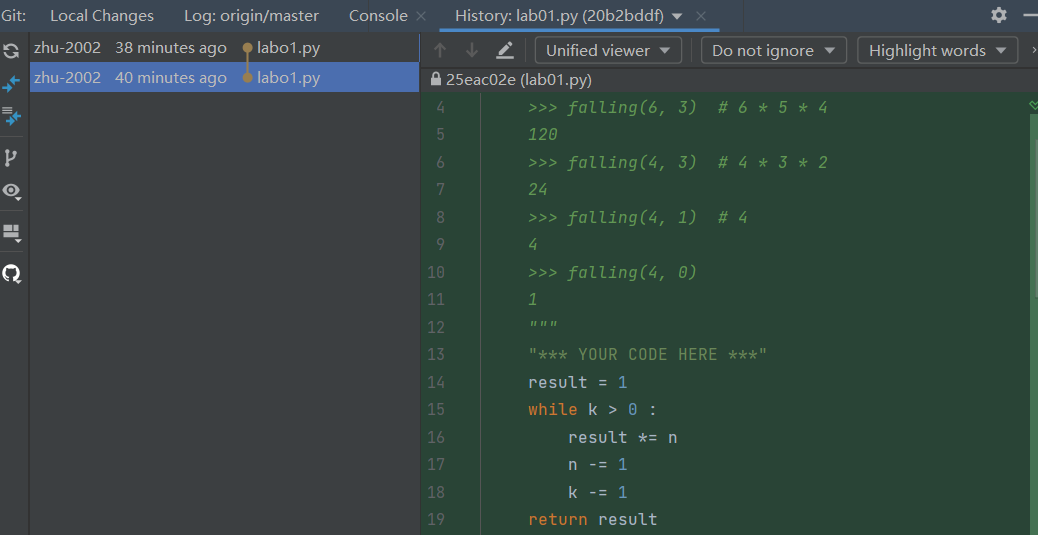 Git: Local Changes Log: origin/master Console History: lab01.py (20b2bddf)
zhu-2002 38 minutes ago labo1.py
zhu-2002 40 minutes ago labo1.py
Unified viewer Do not ignore Highlight words
25eac02e (lab01.py)
4 >>> falling(6, 3)  # 6 * 5 * 4
5 120
6 >>> falling(4, 3)  # 4 * 3 * 2
7 24
8 >>> falling(4, 1)  # 4
9 4
10 >>> falling(4, 0)
11 1
12 """
13 "*** YOUR CODE HERE ***"
14 result = 1
15 while k > 0 :
16     result *= n
17     n -= 1
18     k -= 1
19 return result